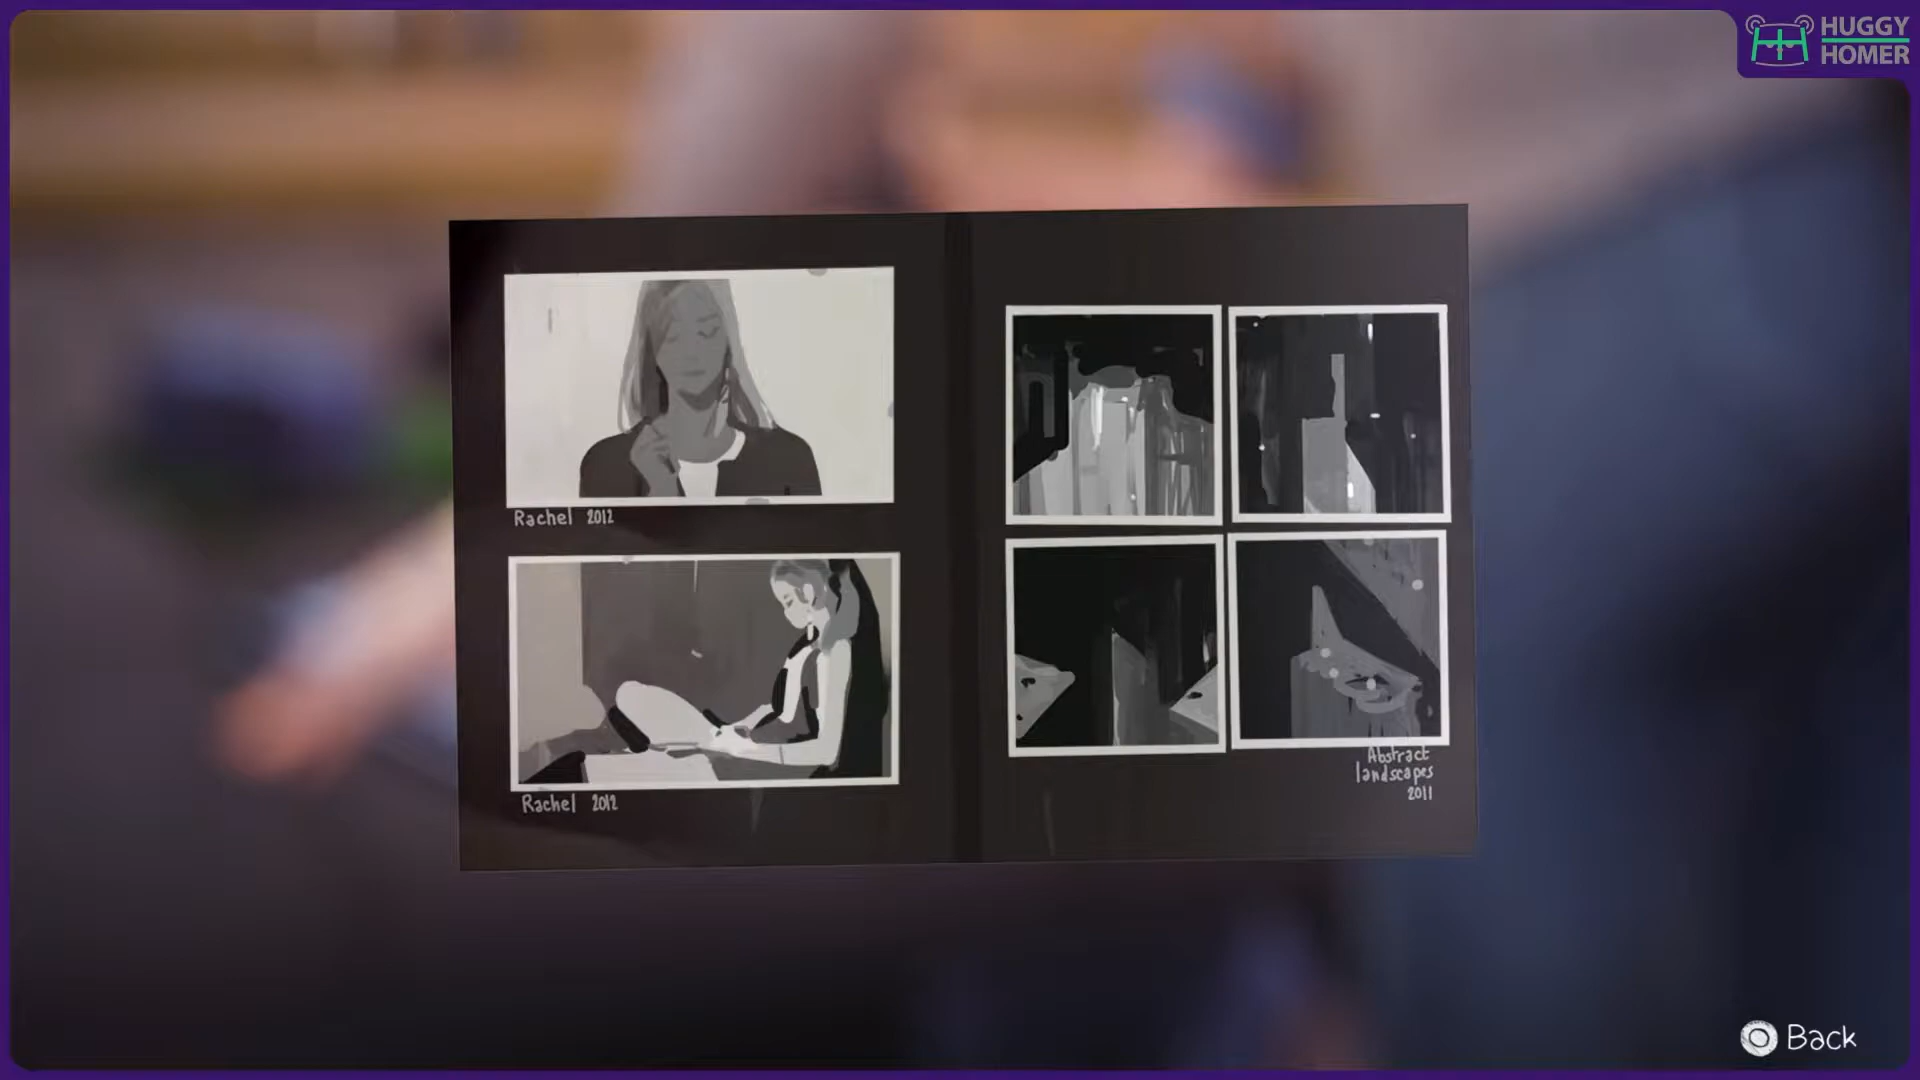 HUGGY
HOMER
Rachel 2012
Rachel 2012
Abstract
landscapes
2011
Back